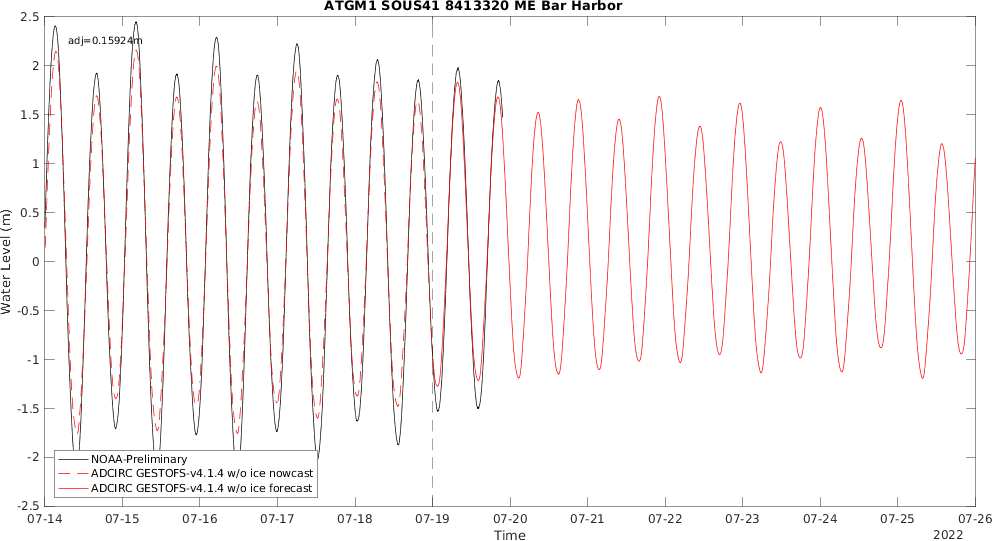 ATGM1 SOUS41 8413320 ME Bar Harbor
adj=0.15924m
2.5
2
1.5
1
0.5
0
-0.5
-1
-1.5
-2
-2.5
Water Level (m)
NOAA-Preliminary
ADCIRC GESTOFS-v4.1.4 w/o ice nowcast
ADCIRC GESTOFS-v4.1.4 w/o ice forecast
07-14 07-15 07-16 07-17 07-18 07-19 07-20 07-21 07-22 07-23 07-24 07-25 07-26
Time
2022